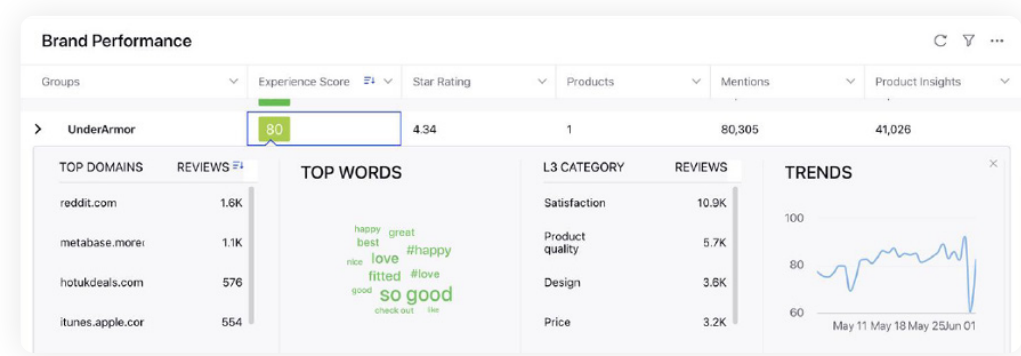 Brand Performance
Groups Experience Score Star Rating Products Mentions Product Insights
UnderArmor 80 4.34 1 80,305 41,026
TOP DOMAINS REVIEWS
reddit.com 1.6K
metabase.more
1.1K
hotukdeals.com 576
itunes.apple.cor 554
TOP WORDS
happy great
best #happy
nice love
fitted #love
good so good
check out like
L3 CATEGORY REVIEWS
Satisfaction 10.9K
Product
quality 5.7K
Design 3.6K
Price 3.2K
TRENDS
100
80
60
May 11 May 18 May 25 Jun 01